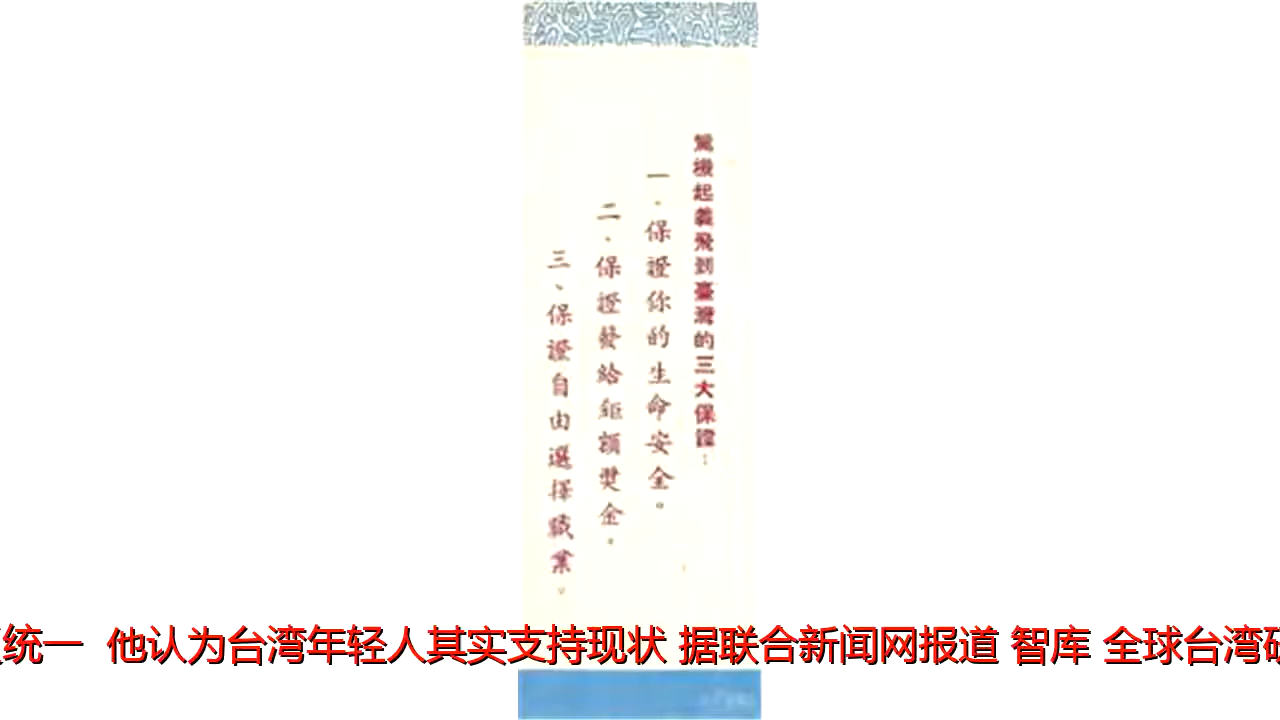 駕機起義飛到臺灣的三大保證：
一、保證你的生命安全。
二、保證發給鉅額獎金。
三、保證自由選擇職業。
统一 他认为台湾年轻人其实支持现状 据联合新闻网报道 智库 全球台湾